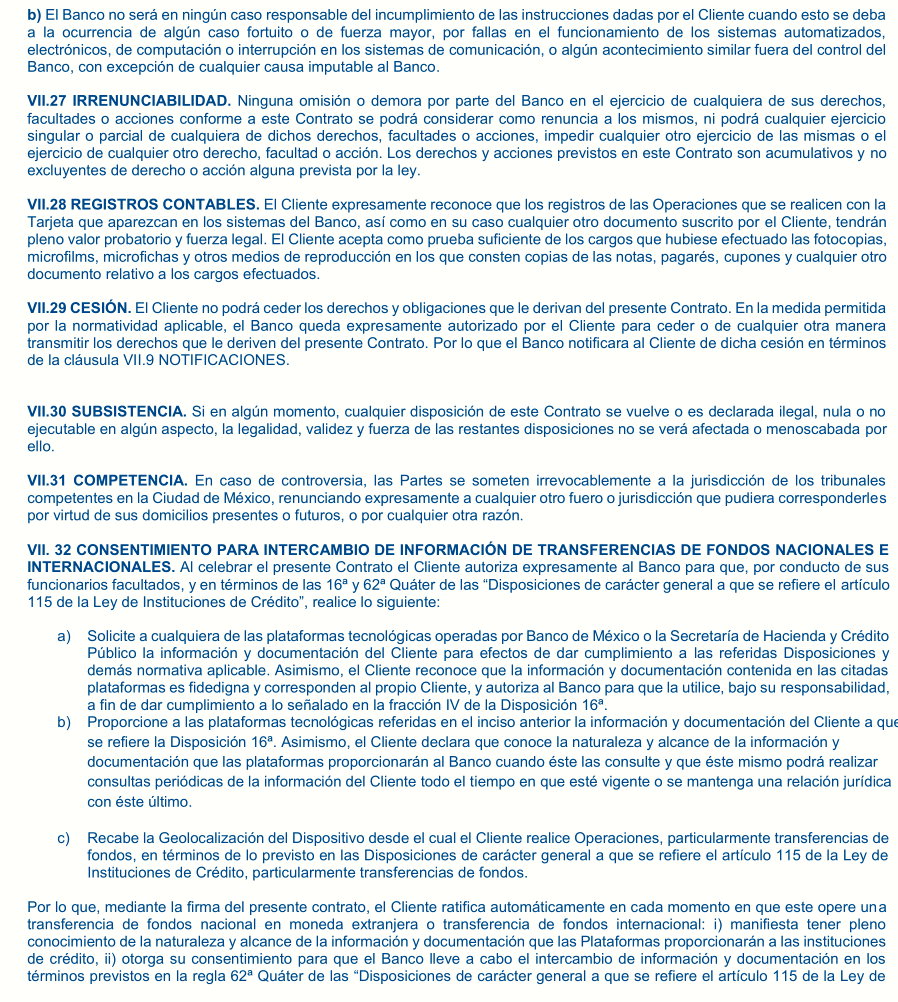 b) El Banco no será en ningún caso responsable del incumplimiento de las instrucciones dadas por el Cliente cuando esto se deba
a la ocurrencia de algún caso fortuito o de fuerza mayor, por fallas en el funcionamiento de los sistemas automatizados,
electrónicos, de computación o interrupción en los sistemas de comunicación, o algún acontecimiento similar fuera del control del
Banco, con excepción de cualquier causa imputable al Banco.
VII.27 IRRENUNCIABILIDAD. Ninguna omisión o demora por parte del Banco en el ejercicio de cualquiera de sus derechos,
facultades o acciones conforme a este Contrato se podrá considerar como renuncia a los mismos, ni podrá cualquier ejercicio
singular o parcial de cualquiera de dichos derechos, facultades o acciones, impedir cualquier otro ejercicio de las mismas o el
ejercicio de cualquier otro derecho, facultad o acción. Los derechos y acciones previstos en este Contrato son acumulativos y no
excluyentes de derecho o acción alguna prevista por la ley.
VII.28 REGISTROS CONTABLES. El Cliente expresamente reconoce que los registros de las Operaciones que se realicen con la
Tarjeta que aparezcan en los sistemas del Banco, así como en su caso cualquier otro documento suscrito por el Cliente, tendrán
pleno valor probatorio y fuerza legal. El Cliente acepta como prueba suficiente de los cargos que hubiese efectuado las fotocopias,
microfilms, microfichas y otros medios de reproducción en los que consten copias de las notas, pagarés, cupones y cualquier otro
documento relativo a los cargos efectuados.
VII.29 CESIÓN. El Cliente no podrá ceder los derechos y obligaciones que le derivan del presente Contrato. En la medida permitida
por la normatividad aplicable, el Banco queda expresamente autorizado por el Cliente para ceder o de cualquier otra manera
transmitir los derechos que le deriven del presente Contrato. Por lo que el Banco notificara al Cliente de dicha cesión en términos
de la cláusula VII.9 NOTIFICACIONES.
VII.30 SUBSISTENCIA. Si en algún momento, cualquier disposición de este Contrato se vuelve o es declarada ilegal, nula o no
ejecutable en algún aspecto, la legalidad, validez y fuerza de las restantes disposiciones no se verá afectada o menoscabada por
ello.
VII.31 COMPETENCIA. En caso de controversia, las Partes se someten irrevocablemente a la jurisdicción de los tribunales
competentes en la Ciudad de México, renunciando expresamente a cualquier otro fuero o jurisdicción que pudiera corresponderles
por virtud de sus domicilios presentes o futuros, o por cualquier otra razón.
VII. 32 CONSENTIMIENTO PARA INTERCAMBIO DE INFORMACIÓN DE TRANSFERENCIAS DE FONDOS NACIONALES E
INTERNACIONALES. Al celebrar el presente Contrato el Cliente autoriza expresamente al Banco para que, por conducto de sus
funcionarios facultados, y en términos de las 16ª y 62ª Quáter de las “Disposiciones de carácter general a que se refiere el artículo
115 de la Ley de Instituciones de Crédito”, realice lo siguiente:
a) Solicite a cualquiera de las plataformas tecnológicas operadas por Banco de México o la Secretaría de Hacienda y Crédito
Público la información y documentación del Cliente para efectos de dar cumplimiento a las referidas Disposiciones y
demás normativa aplicable. Asimismo, el Cliente reconoce que la información y documentación contenida en las citadas
plataformas es fidedigna y corresponden al propio Cliente, y autoriza al Banco para que la utilice, bajo su responsabilidad,
a fin de dar cumplimiento a lo señalado en la fracción IV de la Disposición 16ª.
b) Proporcione a las plataformas tecnológicas referidas en el inciso anterior la información y documentación del Cliente a que
se refiere la Disposición 16ª. Asimismo, el Cliente declara que conoce la naturaleza y alcance de la información y
documentación que las plataformas proporcionarán al Banco cuando éste las consulte y que éste mismo podrá realizar
consultas periódicas de la información del Cliente todo el tiempo en que esté vigente o se mantenga una relación jurídica
con éste último.
c) Recabe la Geolocalización del Dispositivo desde el cual el Cliente realice Operaciones, particularmente transferencias de
fondos, en términos de lo previsto en las Disposiciones de carácter general a que se refiere el artículo 115 de la Ley de
Instituciones de Crédito, particularmente transferencias de fondos.
Por lo que, mediante la firma del presente contrato, el Cliente ratifica automáticamente en cada momento en que este opere una
transferencia de fondos nacional en moneda extranjera o transferencia de fondos internacional: i) manifiesta tener pleno
conocimiento de la naturaleza y alcance de la información y documentación que las Plataformas proporcionarán a las instituciones
de crédito, ii) otorga su consentimiento para que el Banco lleve a cabo el intercambio de información y documentación en los
términos previstos en la regla 62ª Quáter de las “Disposiciones de carácter general a que se refiere el artículo 115 de la Ley de